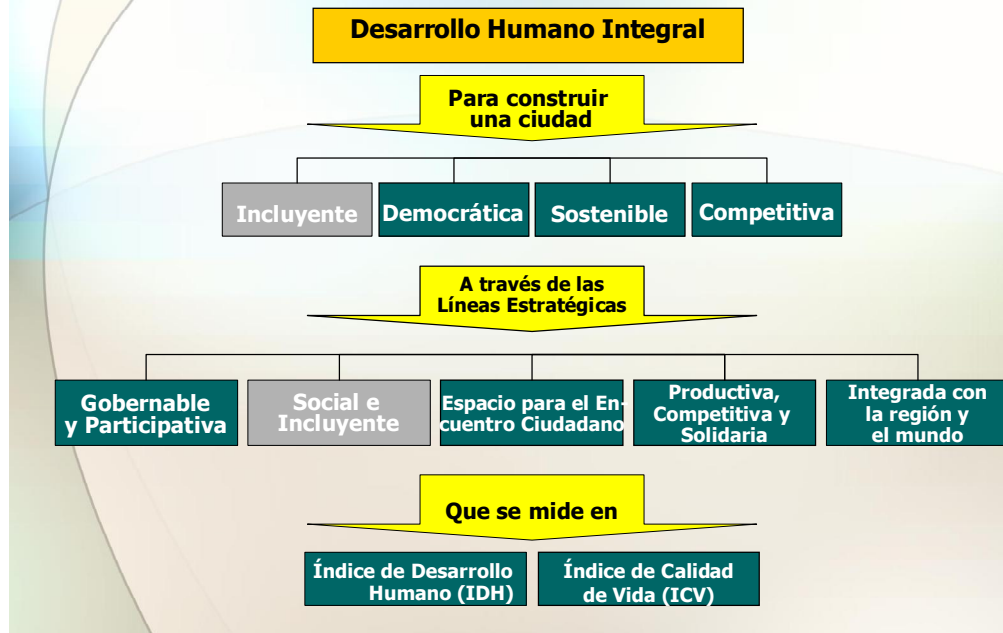 Desarrollo Humano Integral
Para construir
una ciudad
Incluyente
Democrática
Sostenible
Competitiva
A través de las
Líneas Estratégicas
Gobernable
y Participativa
Social e
Incluyente
Espacio para el En-
cuentro Ciudadano
Productiva,
Competitiva y
Solidaria
Integrada con
la región y
el mundo
Que se mide en
Índice de Desarrollo
Humano (IDH)
Índice de Calidad
de Vida (ICV)